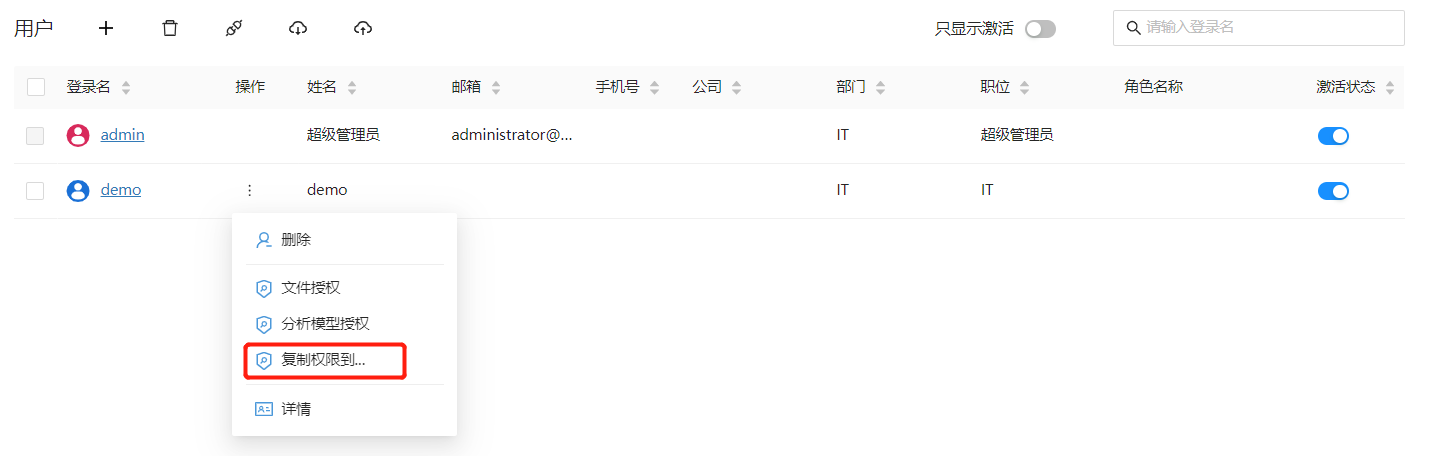 用户
只显示激活
请输入登录名
登录名 操作 姓名 邮箱 手机号 公司 部门 职位 角色名称 激活状态
admin 超级管理员 administrator@... IT 超级管理员
demo demo IT IT
删除
文件授权
分析模型授权
复制权限到...
详情